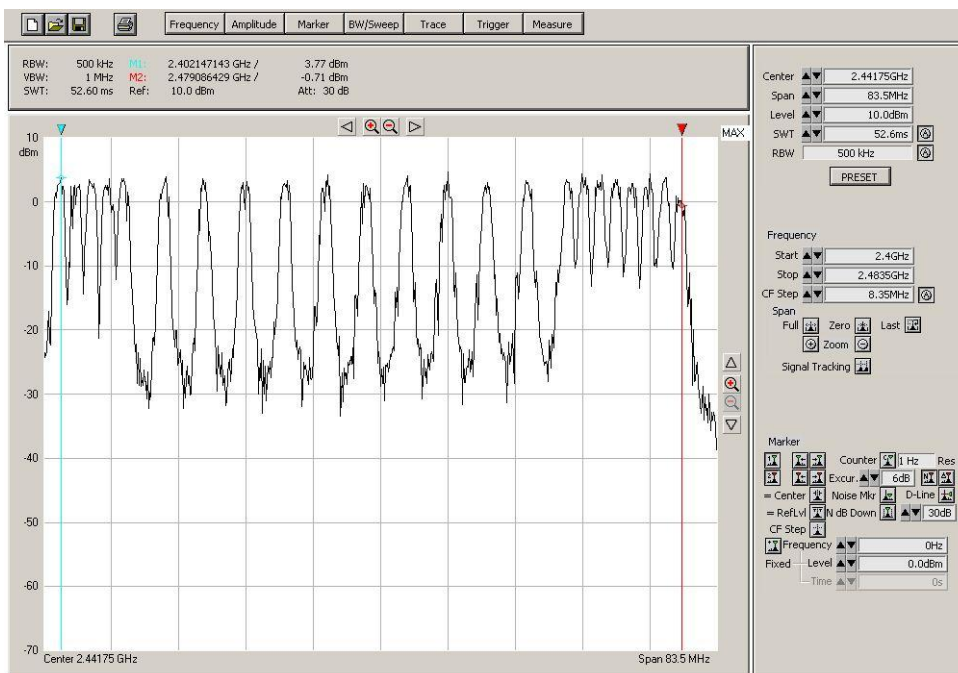 Frequency Amplitude Marker BW/Sweep Trace Trigger Measure
RBW: 500 kHz M1: 2.402147143 GHz / 3.77 dBm
VBW: 1 MHz M2: 2.479086429 GHz / -0.71 dBm
SWT: 52.60 ms Ref: 10.0 dBm Att: 30 dB
MAX
10
dBm
0
-10
-20
-30
-40
-50
-60
-70
Center 2.44175 GHz Span 83.5 MHz
Center 2.44175GHz
Span 83.5MHz
Level 10.0dBm
SWT 52.6ms
RBW 500 kHz
PRESET
Frequency
Start 2.4GHz
Stop 2.4835GHz
CF Step 8.35MHz
Span
Full Zero Last
Zoom
Signal Tracking
Marker
Counter 1 Hz Res
Excur. 6dB
= Center Noise Mkr D-Line
= RefLvl N dB Down 30dB
CF Step
Frequency 0Hz
Fixed Level 0.0dBm
Time 0s